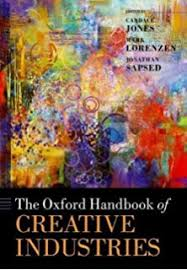 CANDACE JONES
MARK LORENZEN
JONATHAN SAPSED
The Oxford Handbook of
CREATIVE
INDUSTRIES